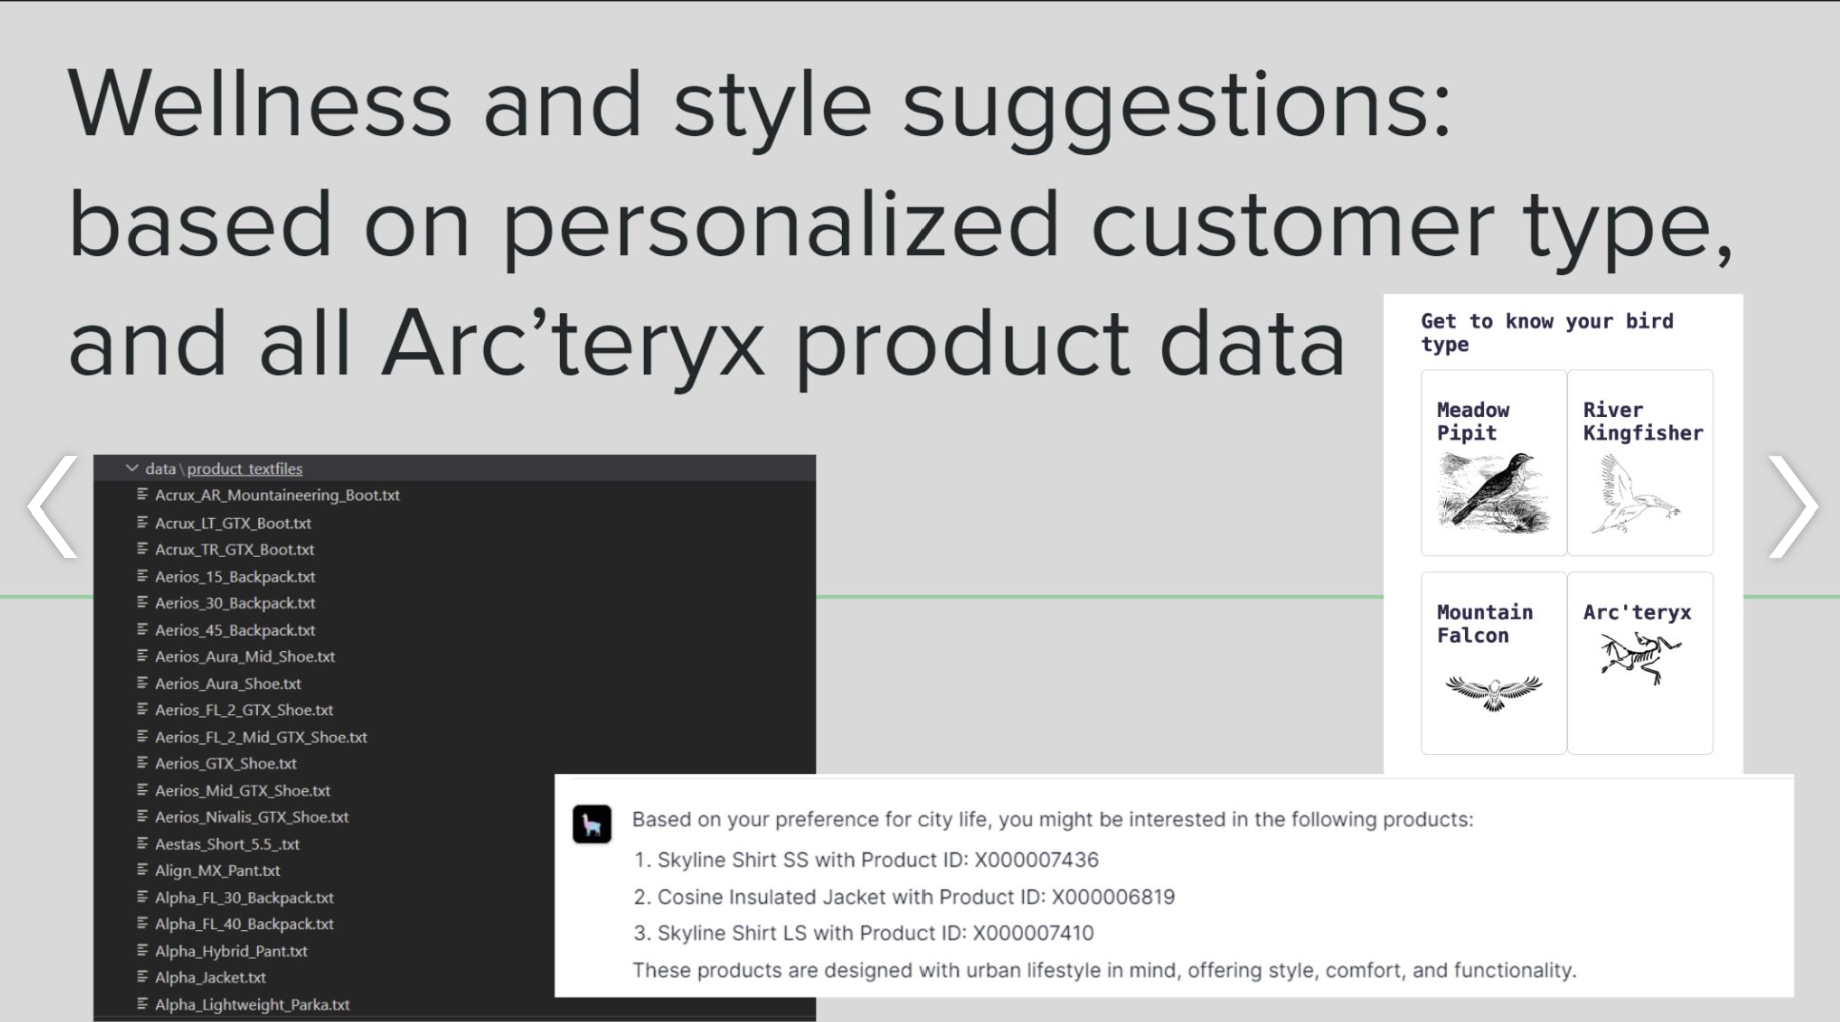 Wellness and style suggestions:
based on personalized customer type,
and all Arc’teryx product data
Get to know your bird
type
Meadow
Pipit
River
Kingfisher
Mountain
Falcon
Arc'teryx
data\product_textfiles
Acrux_AR_Mountaineering_Boot.txt
Acrux_LT_GTX_Boot.txt
Acrux_TR_GTX_Boot.txt
Aerios_15_Backpack.txt
Aerios_30_Backpack.txt
Aerios_45_Backpack.txt
Aerios_Aura_Mid_Shoe.txt
Aerios_Aura_Shoe.txt
Aerios_FL_2_GTX_Shoe.txt
Aerios_FL_2_Mid_GTX_Shoe.txt
Aerios_GTX_Shoe.txt
Aerios_Mid_GTX_Shoe.txt
Aerios_Nivalis_GTX_Shoe.txt
Aestas_Short_5.5_.txt
Align_MX_Pant.txt
Alpha_FL_30_Backpack.txt
Alpha_FL_40_Backpack.txt
Alpha_Hybrid_Pant.txt
Alpha_Jacket.txt
Alpha_Lightweight_Parka.txt
Based on your preference for city life, you might be interested in the following products:
1. Skyline Shirt SS with Product ID: X000007436
2. Cosine Insulated Jacket with Product ID: X000006819
3. Skyline Shirt LS with Product ID: X000007410
These products are designed with urban lifestyle in mind, offering style, comfort, and functionality.